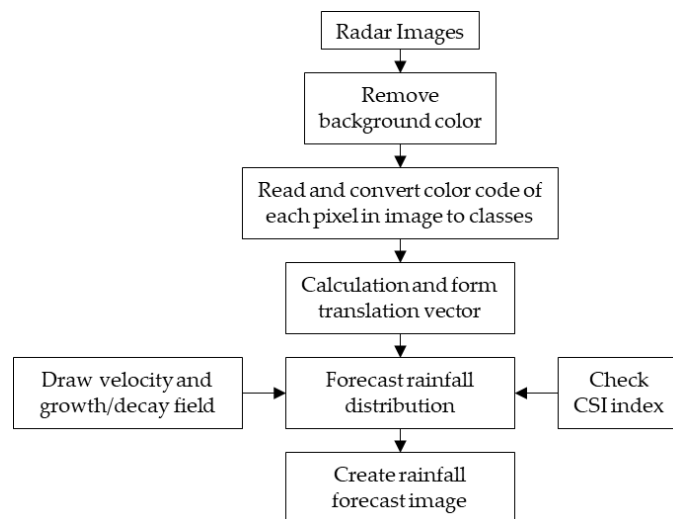 Radar Images
Remove
background color
Read and convert color code of
each pixel in image to classes
Calculation and form
translation vector
Draw velocity and
growth/decay field
Forecast rainfall
distribution
Check
CSI index
Create rainfall
forecast image